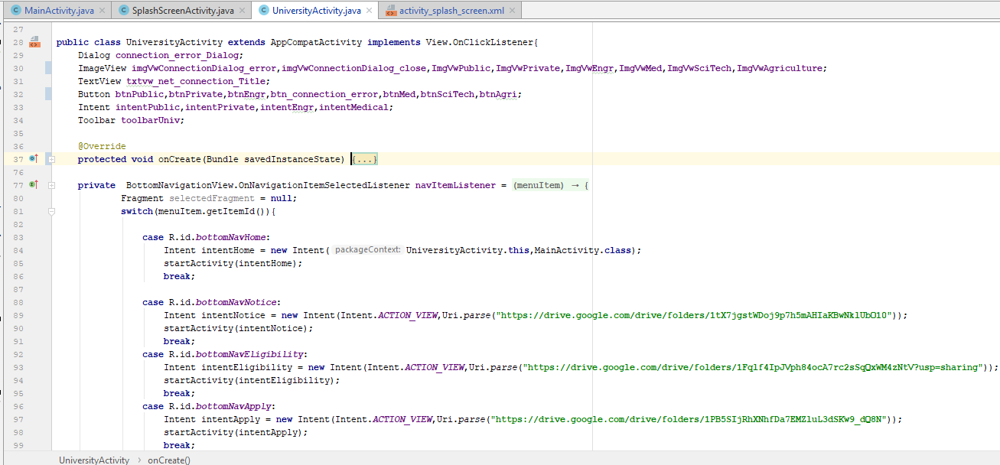 MainActivity.java SplashScreenActivity.java UniversityActivity.java activity_splash_screen.xml
27
28 public class UniversityActivity extends AppCompatActivity implements View.OnClickListener{
29 Dialog connection_error_Dialog;
30 ImageView imgVwConnectionDialog_error,imgVwConnectionDialog_close,ImgVwPublic,ImgVwPrivate,ImgVwEngr,ImgVwMed,ImgVwSciTech,ImgVwAgriculture;
31 TextView txtvw_net_connection_Title;
32 Button btnPublic,btnPrivate,btnEngr,btn_connection_error,btnMed,btnSciTech,btnAgri;
33 Intent intentPublic,intentPrivate,intentEngr,intentMedical;
34 Toolbar toolbarUniv;
35
36 @Override
37 protected void onCreate(Bundle savedInstanceState) {...}
76
77 private BottomNavigationView.OnNavigationItemSelectedListener navItemListener = (menuItem) → {
80 Fragment selectedFragment = null;
81 switch(menuItem.getItemId()){
82
83 case R.id.bottomNavHome:
84 Intent intentHome = new Intent( packageContext: UniversityActivity.this,MainActivity.class);
85 startActivity(intentHome);
86 break;
87
88 case R.id.bottomNavNotice:
89 Intent intentNotice = new Intent(Intent.ACTION_VIEW,Uri.parse("https://drive.google.com/drive/folders/1tX7jgstWDoj9p7h5mAHIaKBwNklUbO10"));
90 startActivity(intentNotice);
91 break;
92 case R.id.bottomNavEligibility:
93 Intent intentEligibility = new Intent(Intent.ACTION_VIEW,Uri.parse("https://drive.google.com/drive/folders/1Fqlf4IpJVph84ocA7rc2sSqQxWM4zNtV?usp=sharing"));
94 startActivity(intentEligibility);
95 break;
96 case R.id.bottomNavApply:
97 Intent intentApply = new Intent(Intent.ACTION_VIEW,Uri.parse("https://drive.google.com/drive/folders/1PB5SIjRhXNhfDa7EMZluL3dSKw9_dQ8N"));
98 startActivity(intentApply);
99 break;
UniversityActivity › onCreate()